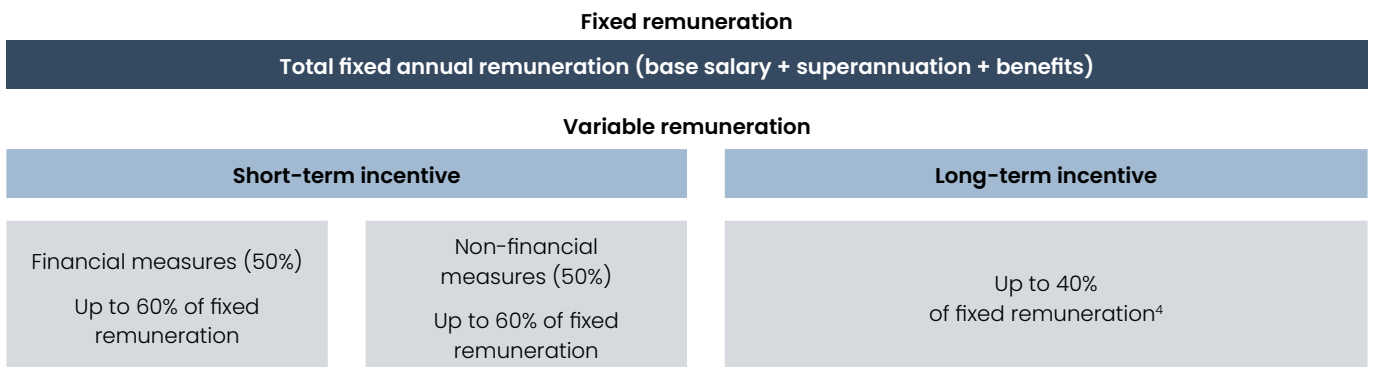 Fixed remuneration
Total fixed annual remuneration (base salary + superannuation + benefits)
Variable remuneration
Short-term incentive
Long-term incentive
Financial measures (50%)
Up to 60% of fixed
remuneration
Non-financial
measures (50%)
Up to 60% of fixed
remuneration
Up to 40%
of fixed remuneration⁴